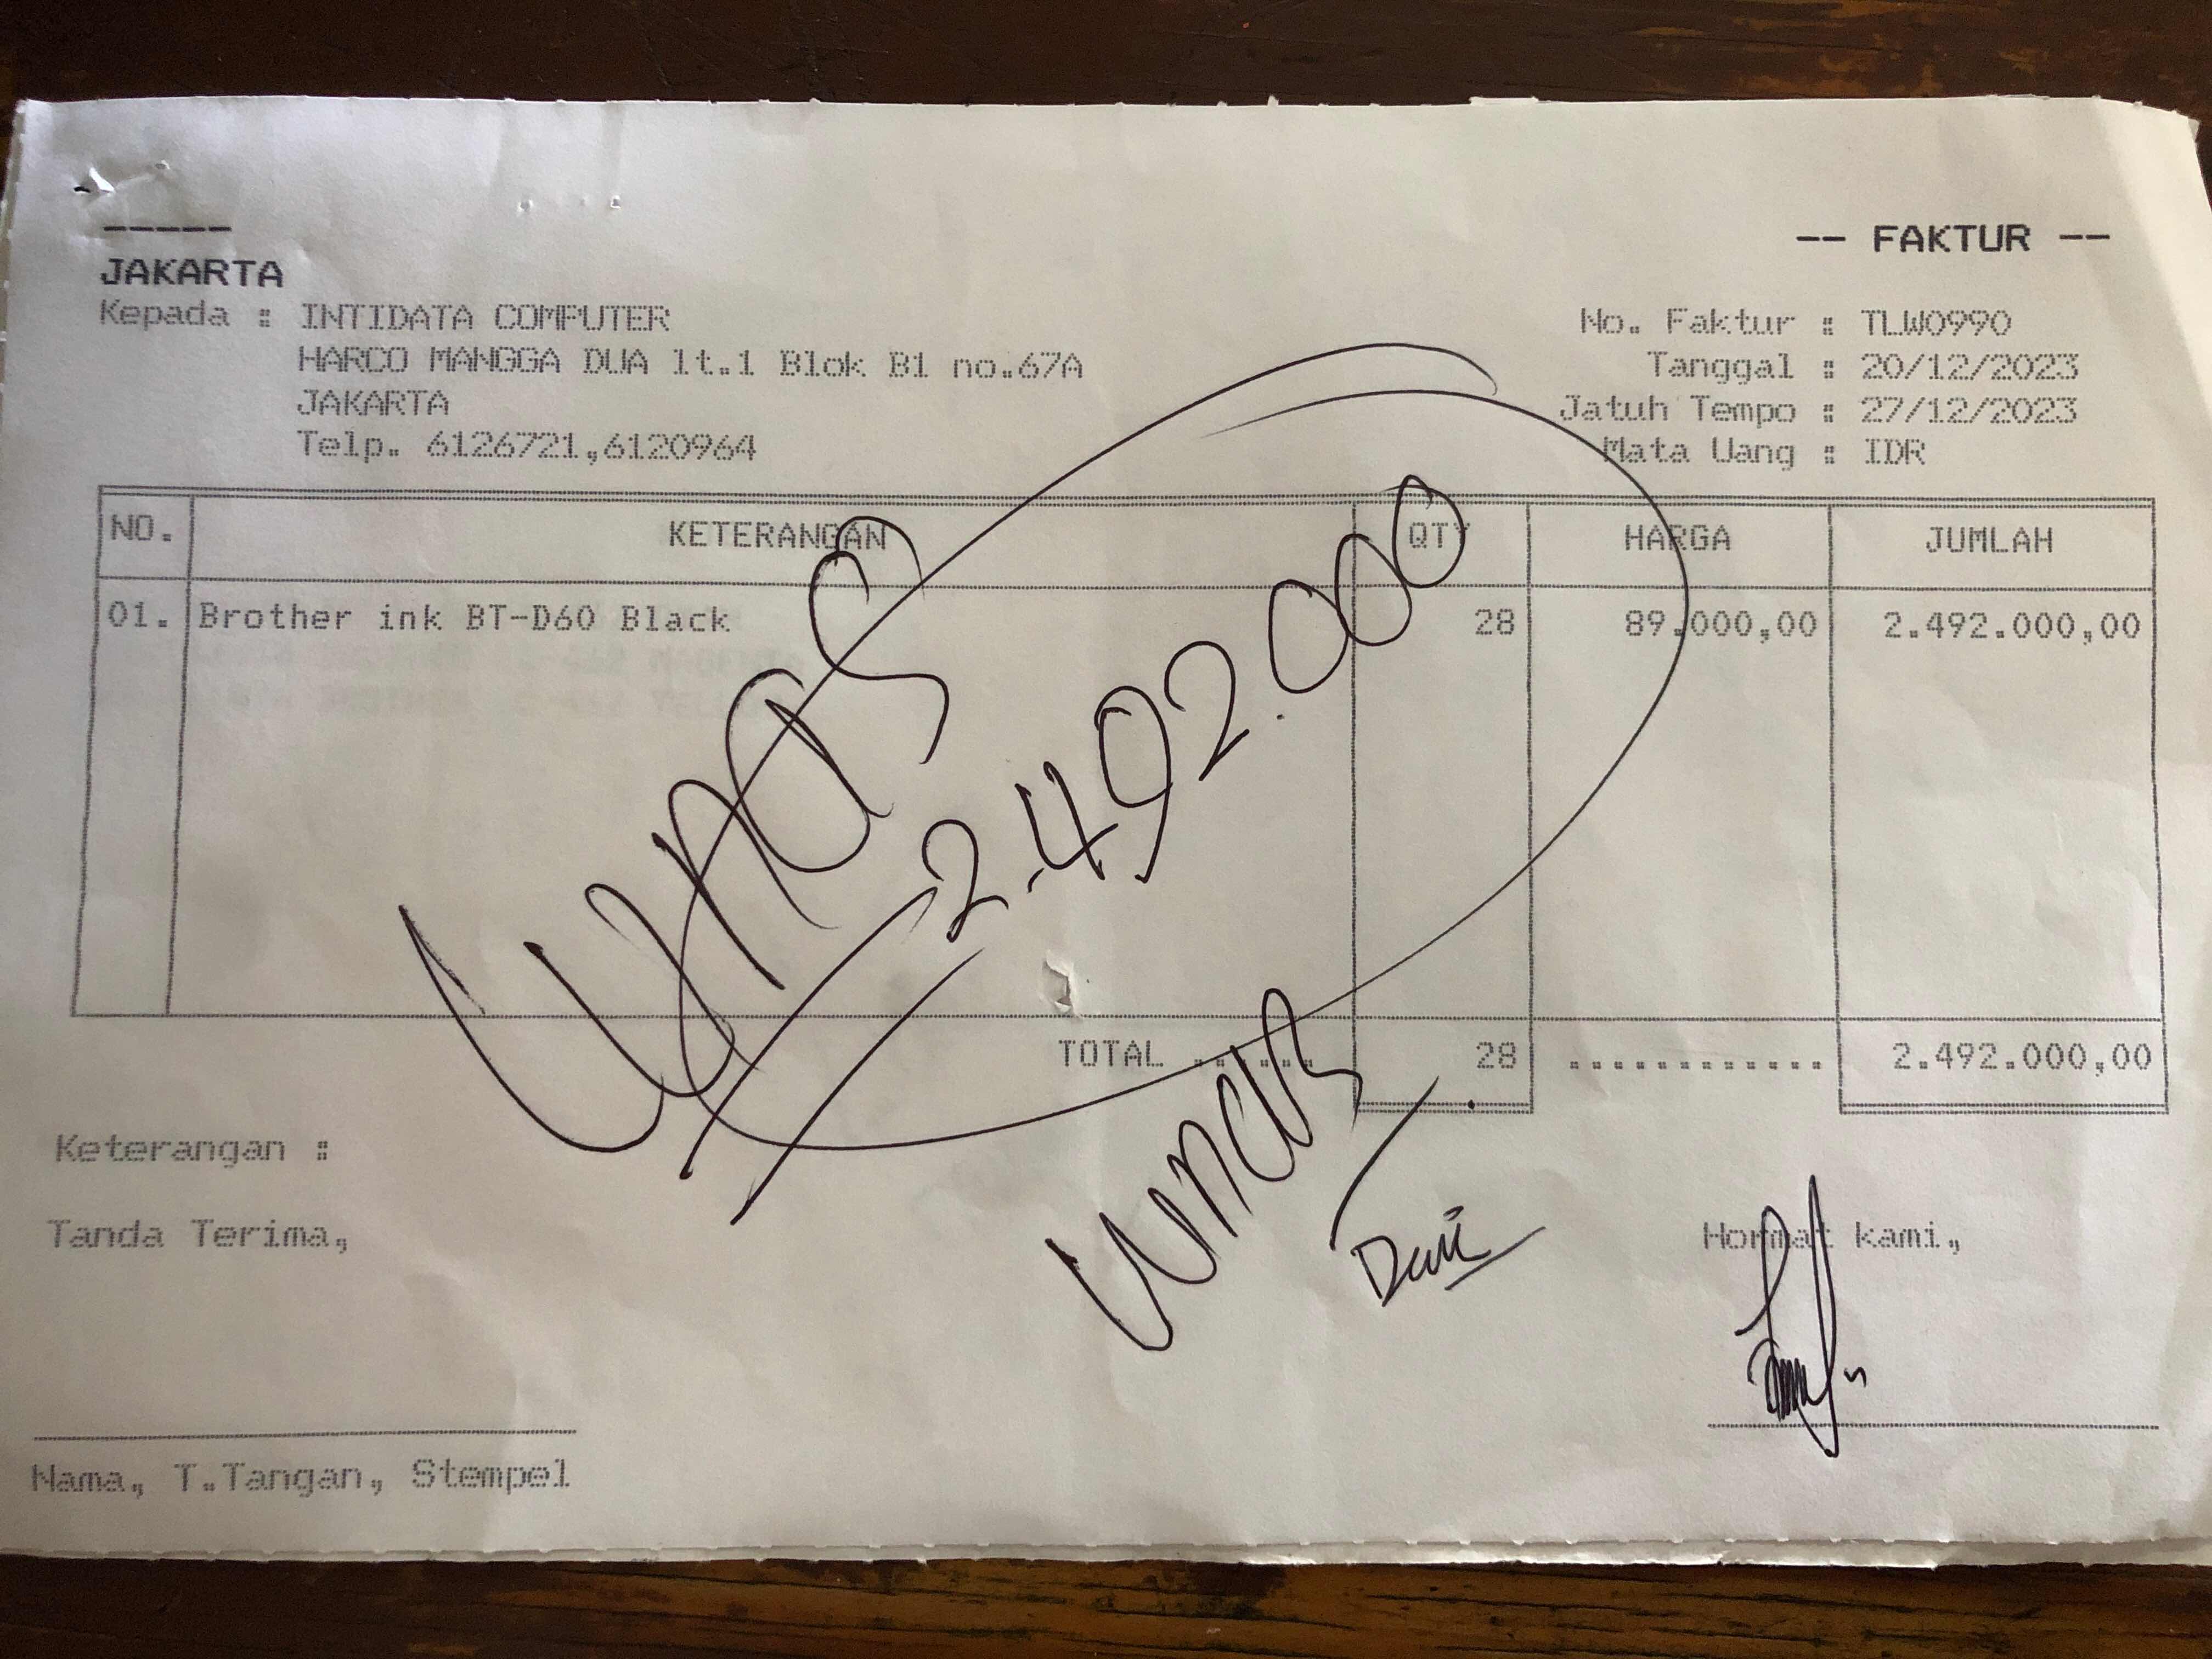 -----
-- FAKTUR --
JAKARTA
Kepada : INTIDATA COMPUTER
HARCO MANGGA DUA lt.1 Blok B1 no.67A
JAKARTA
Telp. 6126721,6120964
No. Faktur : TLW0990
Tanggal : 20/12/2023
Jatuh Tempo : 27/12/2023
Mata Uang : IDR
NO. KETERANGAN QTY HARGA JUMLAH
01. Brother ink BT-D60 Black 28 89.000,00 2.492.000,00
LUNAS
2.492.000
TOTAL ...... 28 ............ 2.492.000,00
Keterangan :
Tanda Terima,
Hormat kami,
Nama, T.Tangan, Stempel